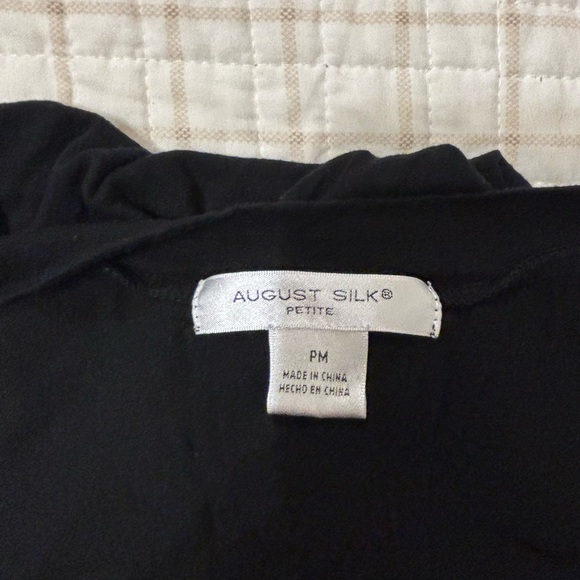 AUGUST SILK®
PETITE
PM
MADE IN CHINA
HECHO EN CHINA